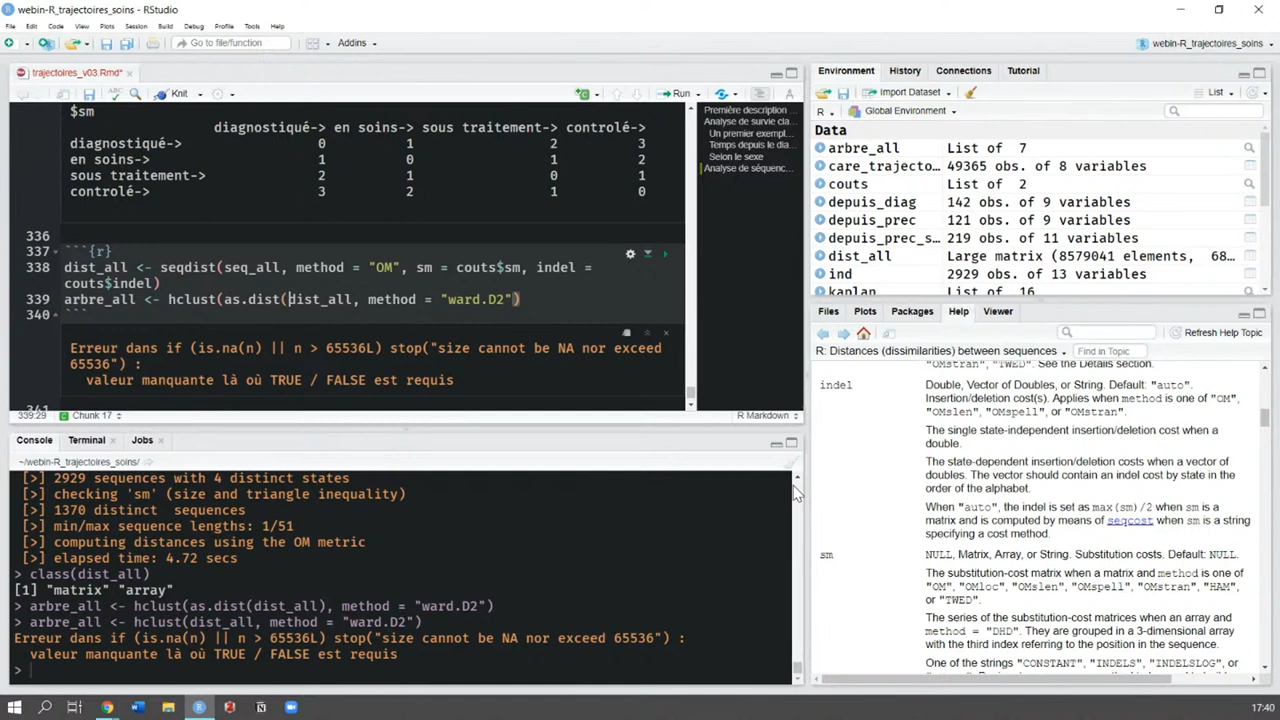 webin-R_trajectoires_soins - RStudio
File Edit Code View Plots Session Build Debug Profile Tools Help
Go to file/function Addins webin-R_trajectoires_soins
trajectoires_v03.Rmd*
Knit Run
$sm
diagnostiqué-> en soins-> sous traitement-> controlé->
diagnostiqué-> 0 1 2 3
en soins-> 1 0 1 2
sous traitement-> 2 1 0 1
controlé-> 3 2 1 0
336
337 ```{r}
338 dist_all <- seqdist(seq_all, method = "OM", sm = couts$sm, indel =
couts$indel)
339 arbre_all <- hclust(as.dist(dist_all, method = "ward.D2")
340 ```
Erreur dans if (is.na(n) || n > 65536L) stop("size cannot be NA nor exceed
65536") :
valeur manquante là où TRUE / FALSE est requis
341
339:29 Chunk 17 R Markdown
Première description
Analyse de survie cla...
Un premier exempl...
Temps depuis le dia...
Selon le sexe
Analyse de séquenc...
Console Terminal Jobs
~/webin-R_trajectoires_soins/
[>] 2929 sequences with 4 distinct states
[>] checking 'sm' (size and triangle inequality)
[>] 1370 distinct sequences
[>] min/max sequence lengths: 1/51
[>] computing distances using the OM metric
[>] elapsed time: 4.72 secs
> class(dist_all)
[1] "matrix" "array"
> arbre_all <- hclust(as.dist(dist_all), method = "ward.D2")
> arbre_all <- hclust(dist_all, method = "ward.D2")
Erreur dans if (is.na(n) || n > 65536L) stop("size cannot be NA nor exceed 65536") :
valeur manquante là où TRUE / FALSE est requis
>
Environment History Connections Tutorial
Import Dataset List
R Global Environment
Data
arbre_all List of 7
care_trajecto... 49365 obs. of 8 variables
couts List of 2
depuis_diag 142 obs. of 9 variables
depuis_prec 121 obs. of 9 variables
depuis_prec_s... 219 obs. of 11 variables
dist_all Large matrix (8579041 elements, 68...
ind 2929 obs. of 13 variables
kaplan List of 16
Files Plots Packages Help Viewer
Refresh Help Topic
R: Distances (dissimilarities) between sequences Find in Topic
"OMstran", "TWED". See the Details section.
indel Double, Vector of Doubles, or String. Default: "auto".
Insertion/deletion cost(s). Applies when method is one of "OM",
"OMslen", "OMspell", or "OMstran".
The single state-independent insertion/deletion cost when a
double.
The state-dependent insertion/deletion costs when a vector of
doubles. The vector should contain an indel cost by state in the
order of the alphabet.
When "auto", the indel is set as max(sm)/2 when sm is a
matrix and is computed by means of seqcost when sm is a string
specifying a cost method.
sm NULL, Matrix, Array, or String. Substitution costs. Default: NULL.
The substitution-cost matrix when a matrix and method is one of
"OM", "OMloc", "OMslen", "OMspell", "OMstran", "HAM",
or "TWED".
The series of the substitution-cost matrices when an array and
method = "DHD". They are grouped in a 3-dimensional array
with the third index referring to the position in the sequence.
One of the strings "CONSTANT", "INDELS", "INDELSLOG", or
17:40